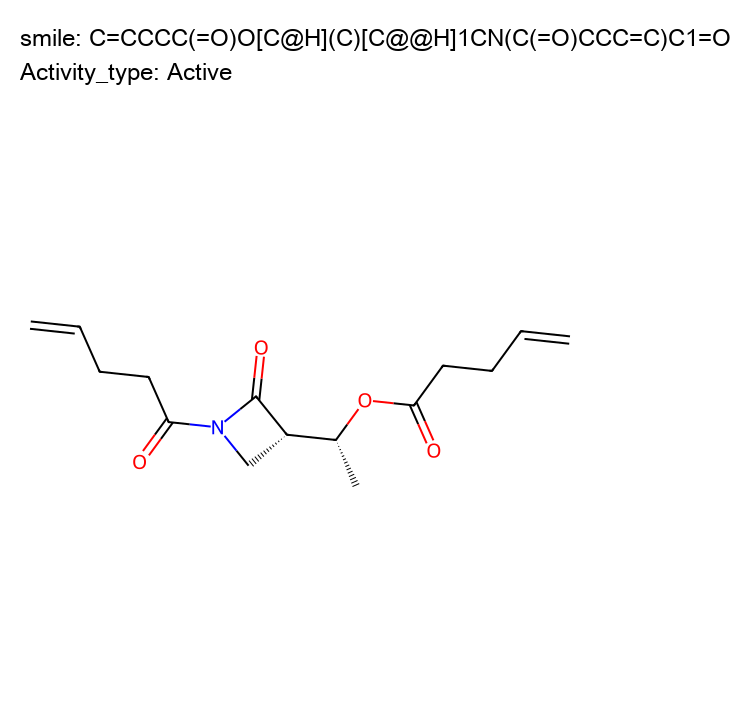 smile: C=CCCC(=O)O[C@H](C)[C@@H]1CN(C(=O)CCC=C)C1=O
Activity_type: Active
O
N
O
O
O